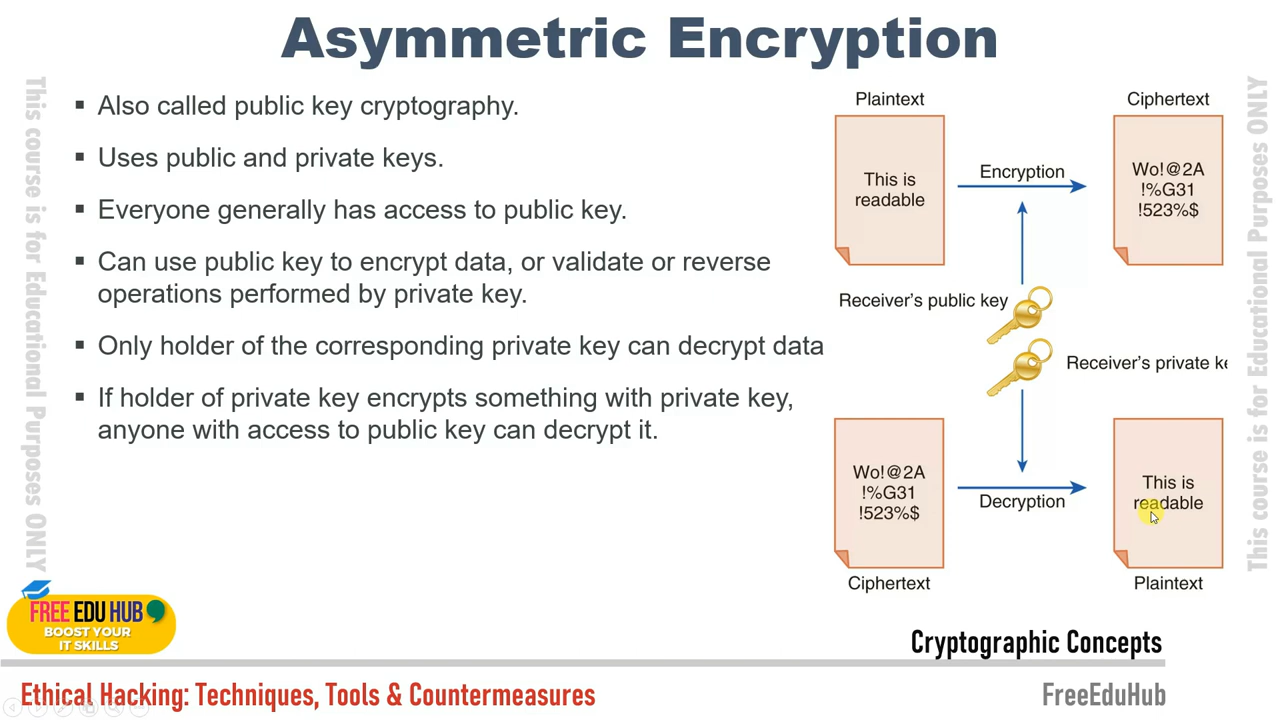 Asymmetric Encryption
This course is for Educational Purposes ONLY
▪ Also called public key cryptography.
▪ Uses public and private keys.
▪ Everyone generally has access to public key.
▪ Can use public key to encrypt data, or validate or reverse
operations performed by private key.
▪ Only holder of the corresponding private key can decrypt data
▪ If holder of private key encrypts something with private key,
anyone with access to public key can decrypt it.
Plaintext
This is
readable
Encryption
Ciphertext
Wo!@2A
!%G31
!523%$
Receiver's public key
Receiver's private ke
Wo!@2A
!%G31
!523%$
Ciphertext
Decryption
This is
readable
Plaintext
This course is for Educational Purposes ONLY
FREE EDU HUB
BOOST YOUR
IT SKILLS
Cryptographic Concepts
Ethical Hacking: Techniques, Tools & Countermeasures
FreeEduHub